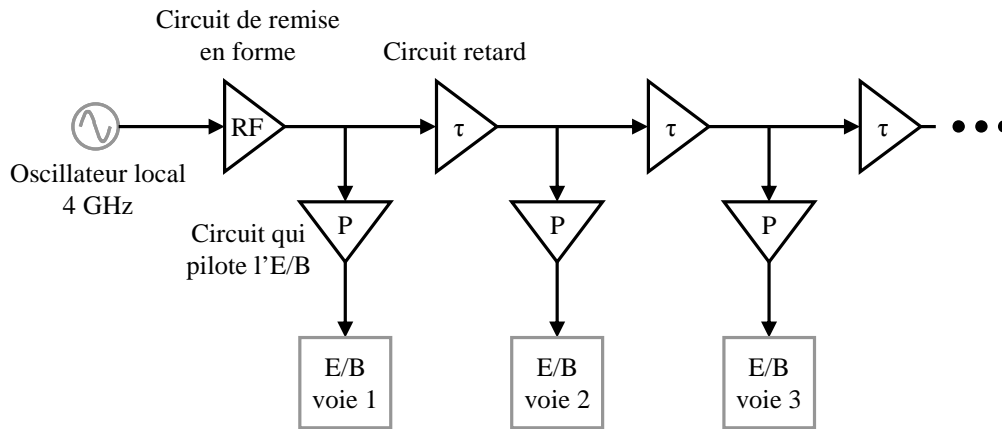 Circuit de remise
en forme
Circuit retard
RF
τ
τ
τ
Oscillateur local
4 GHz
Circuit qui
pilote l’E/B
P
P
P
E/B
voie 1
E/B
voie 2
E/B
voie 3